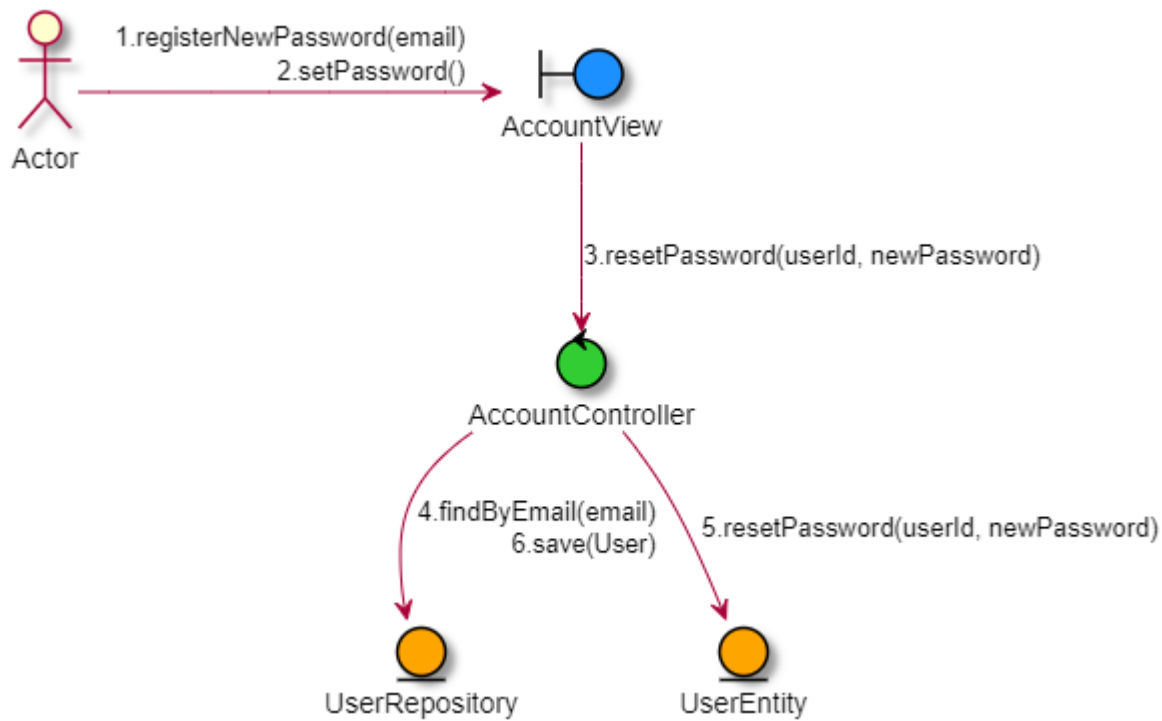 1.registerNewPassword(email)
2.setPassword()
Actor
AccountView
3.resetPassword(userId, newPassword)
AccountController
4.findByEmail(email)
6.save(User)
5.resetPassword(userId, newPassword)
UserRepository
UserEntity